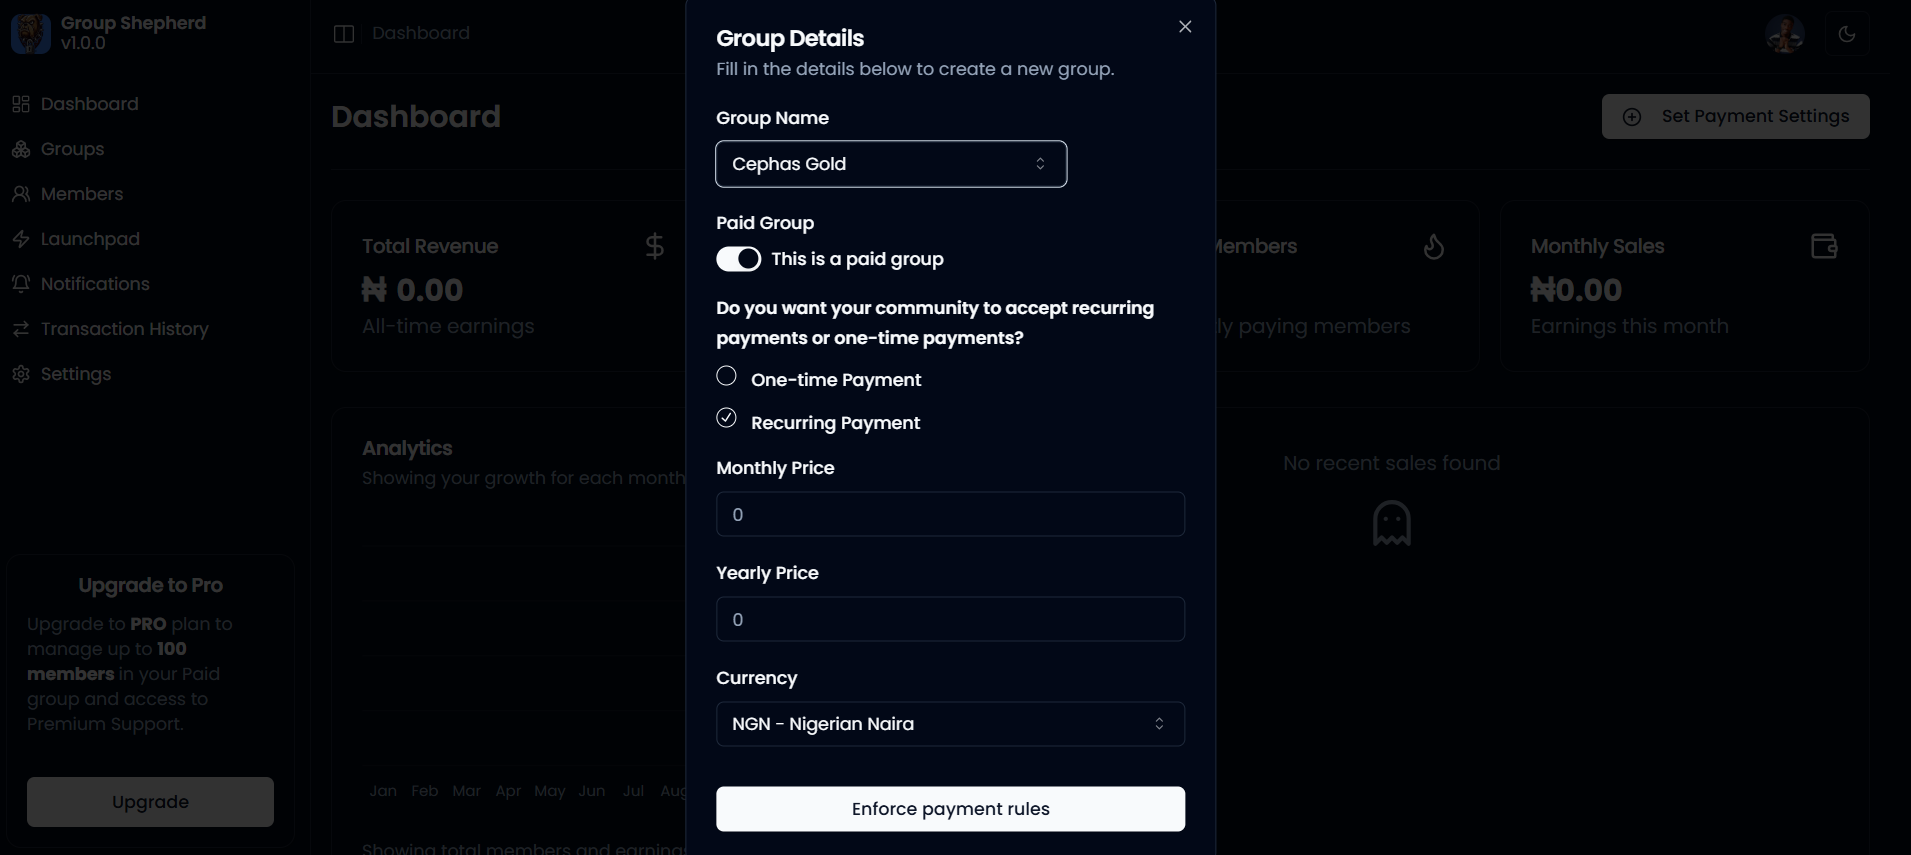 Group Shepherd
v1.0.0
Dashboard
Groups
Members
Launchpad
Notifications
Transaction History
Settings
Upgrade to Pro
Upgrade to PRO plan to
manage up to 100
members in your Paid
group and access to
Premium Support.
Upgrade
Dashboard
Dashboard
Set Payment Settings
Total Revenue
₦ 0.00
All-time earnings
Members
ly paying members
Monthly Sales
₦0.00
Earnings this month
Analytics
Showing your growth for each month
Jan Feb Mar Apr May Jun Jul Aug
Showing total members and earning
No recent sales found
Group Details
Fill in the details below to create a new group.
Group Name
Cephas Gold
Paid Group
This is a paid group
Do you want your community to accept recurring
payments or one-time payments?
One-time Payment
Recurring Payment
Monthly Price
0
Yearly Price
0
Currency
NGN - Nigerian Naira
Enforce payment rules